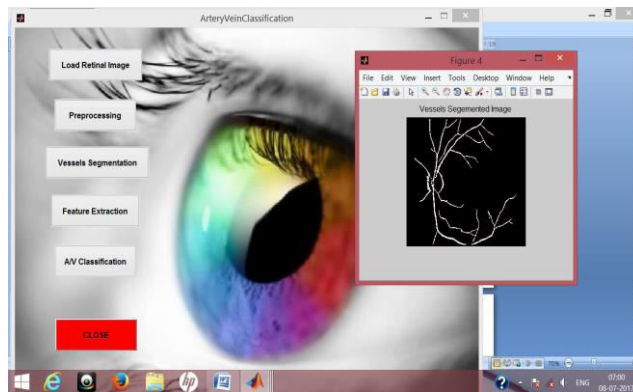 ArteryVeinClassification
Load Retinal Image
Preprocessing
Vessels Segmentation
Feature Extraction
A/V Classification
CLOSE
Figure 4
File Edit View Insert Tools Desktop Window Help
Vessels Segemented Image
hp
W
ENG
07:00